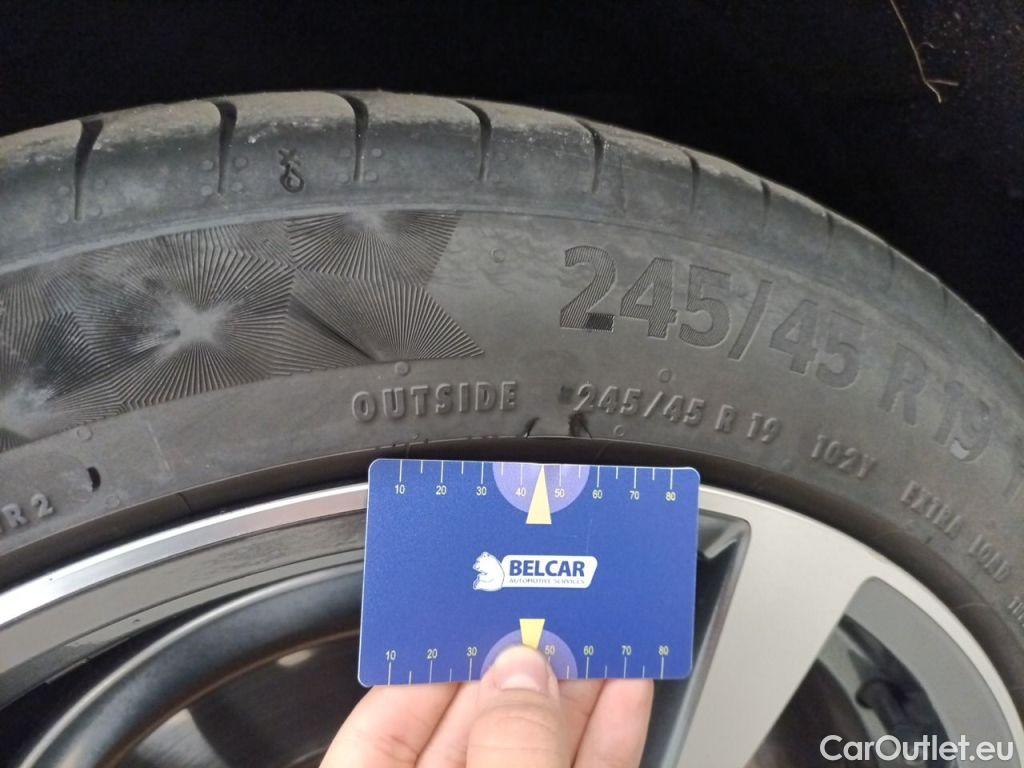 245/45 R 19
OUTSIDE 245/45 R 19 102Y EXTRA LOAD
R 2
10 20 30 40 50 60 70 80
BELCAR
AUTOMOTIVE SERVICES
10 20 30 50 60 70 80
CarOutlet.eu